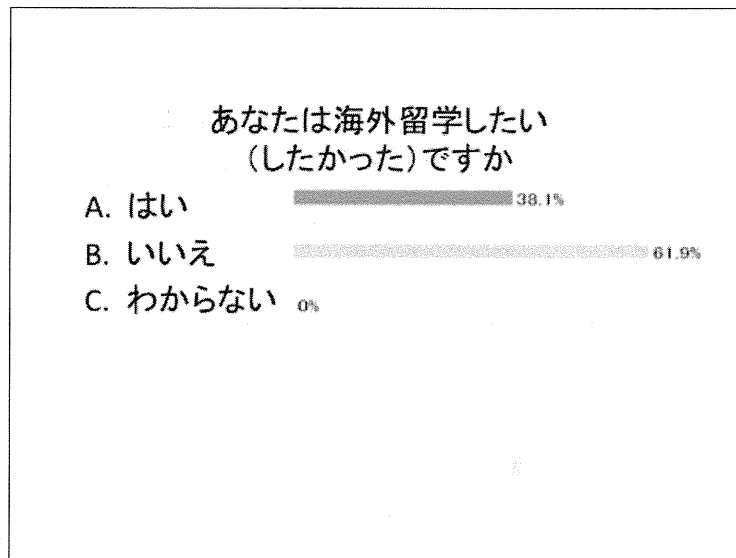 あなたは海外留学したい
(したかった)ですか
A. はい 38.1%
B. いいえ 61.9%
C. わからない 0%